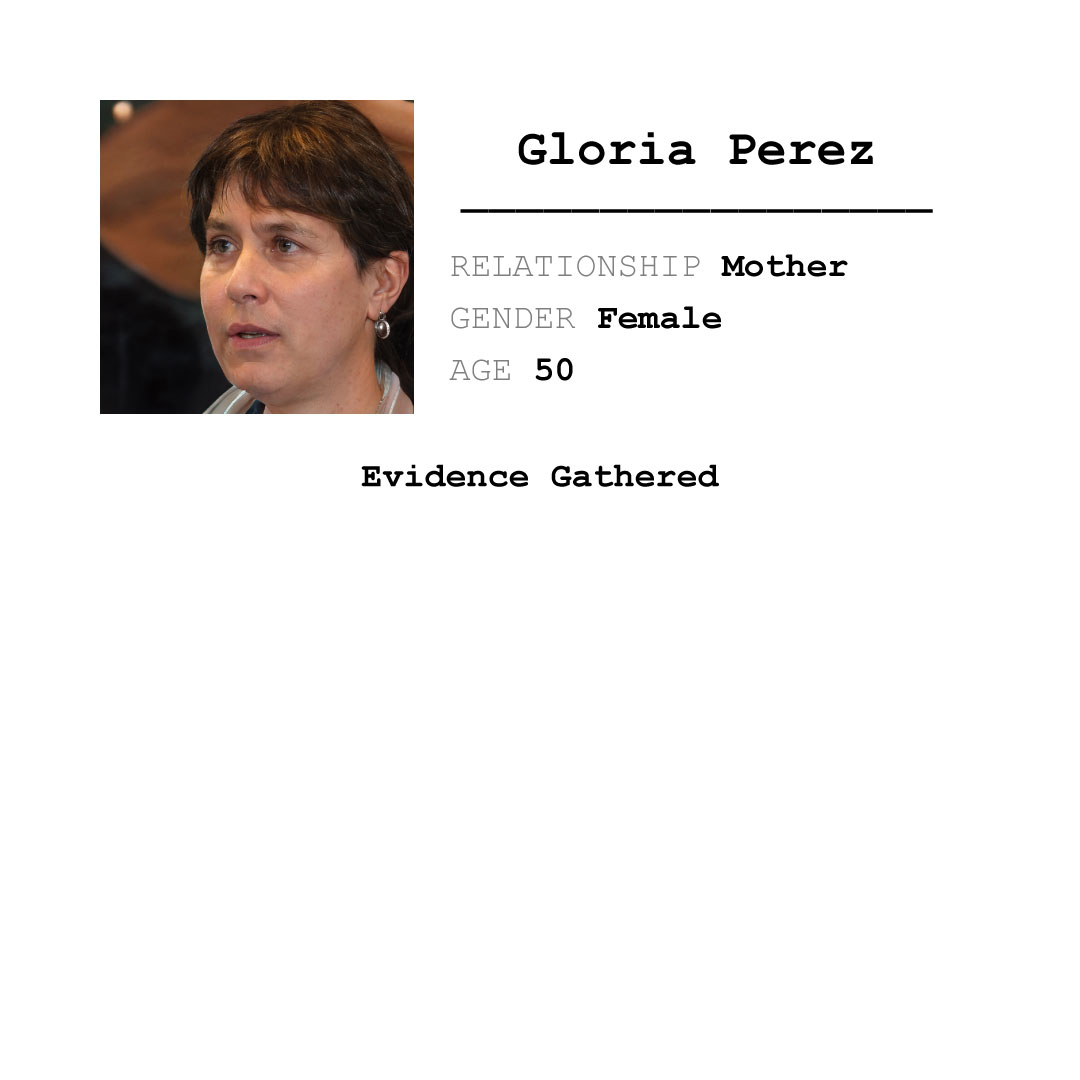 Gloria Perez
RELATIONSHIP Mother
GENDER Female
AGE 50
Evidence Gathered